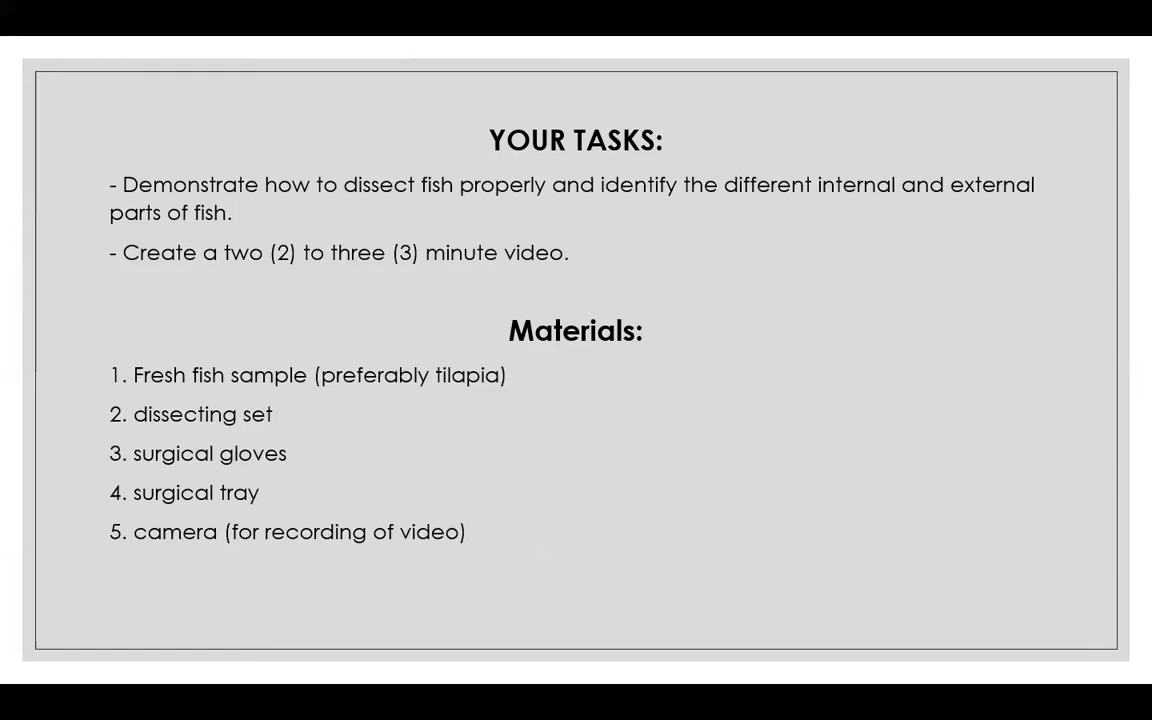 YOUR TASKS:
- Demonstrate how to dissect fish properly and identify the different internal and external
parts of fish.
- Create a two (2) to three (3) minute video.
Materials:
1. Fresh fish sample (preferably tilapia)
2. dissecting set
3. surgical gloves
4. surgical tray
5. camera (for recording of video)